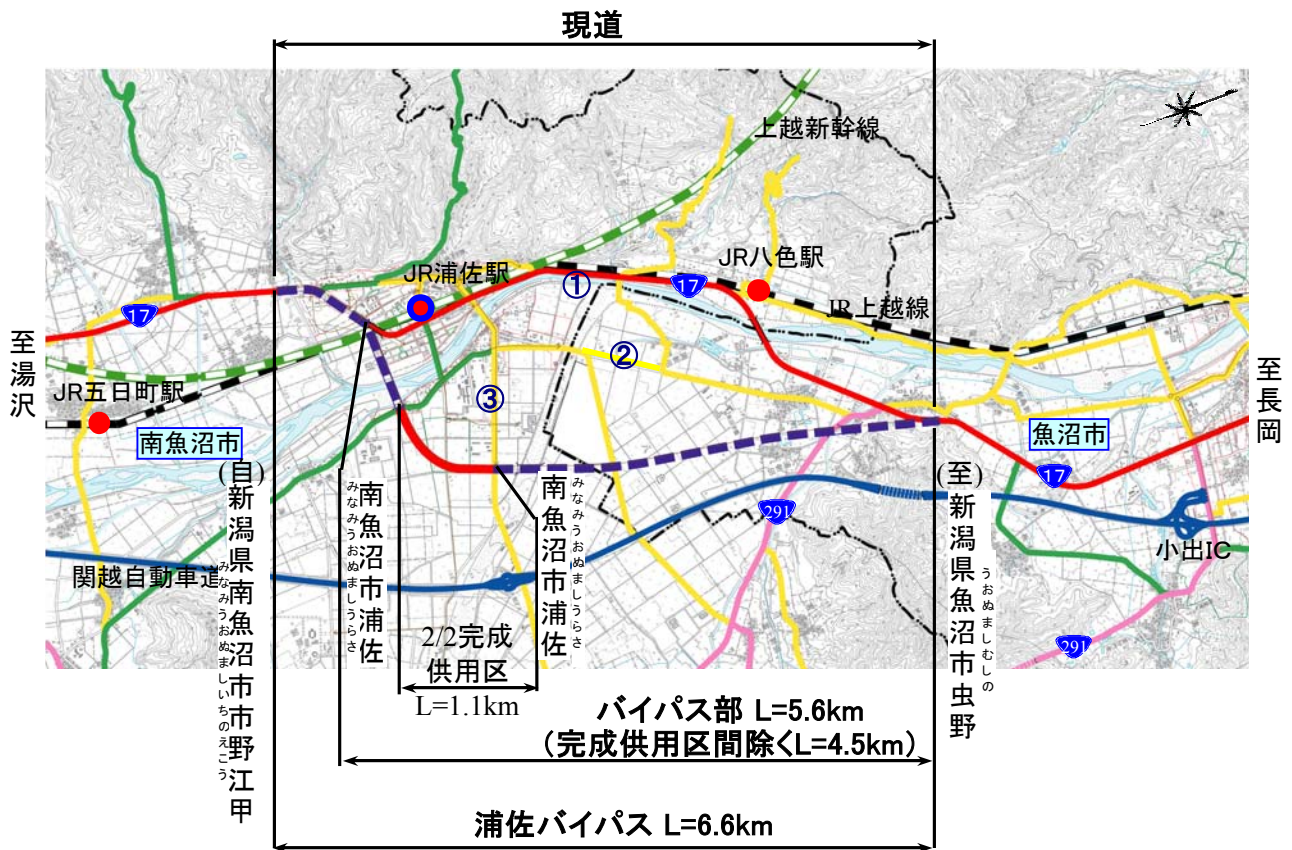 現道
上越新幹線
JR浦佐駅
①
17
JR八色駅
17
JR上越線
至湯沢
JR五日町駅
②
③
至長岡
南魚沼市
魚沼市
17
(自)新潟県南魚沼市市野江甲
みなみうおぬましいちのえこう
南魚沼市浦佐
みなみうおぬましうらさ
南魚沼市浦佐
みなみうおぬましうらさ
291
(至)新潟県魚沼市虫野
うおぬましむしの
小出IC
関越自動車道
291
2/2完成
供用区
L=1.1km
バイパス部 L=5.6km
(完成供用区間除くL=4.5km)
浦佐バイパス L=6.6km